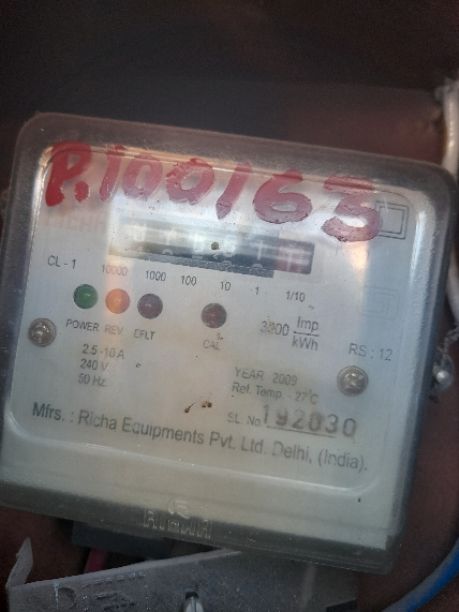 P.100163
CL - 1 10000 1000 100 10 1 1/10
POWER REV EFLT CAL
3200 Imp/kWh
RS : 12
2.5 - 10 A
240 V
50 Hz
YEAR 2009
Ref. Temp. - 27°C
SL. No. 192030
Mfrs. : Richa Equipments Pvt. Ltd. Delhi, (India).